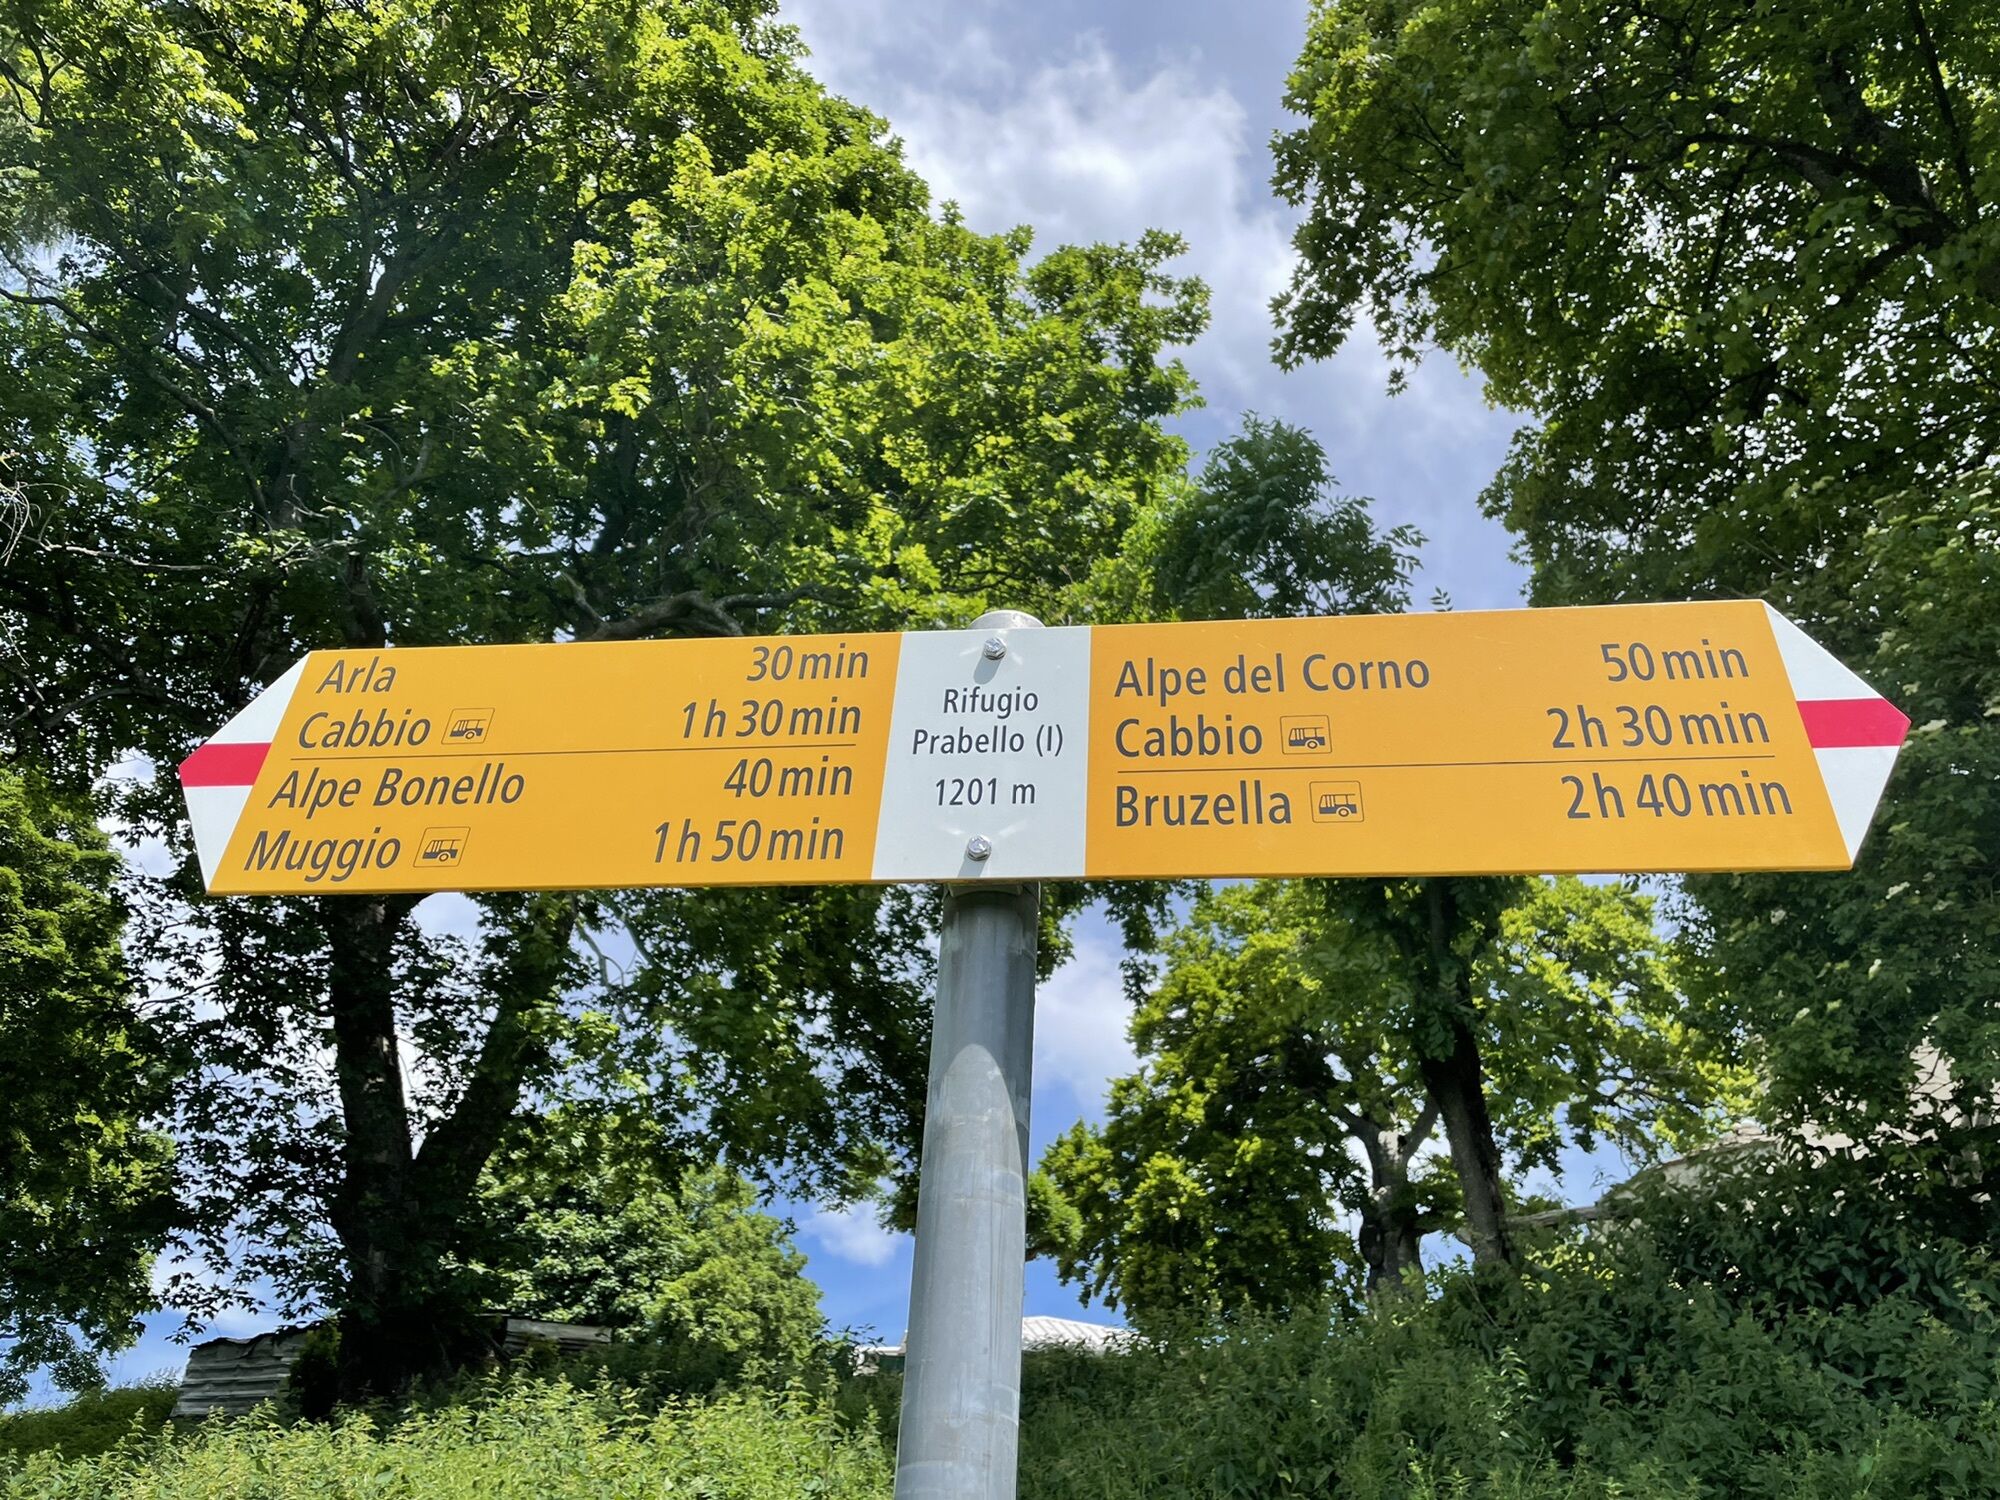 Arla 30 min
Cabbio 1 h 30 min
Alpe Bonello 40 min
Muggio 1 h 50 min
Rifugio
Prabello (I)
1201 m
Alpe del Corno 50 min
Cabbio 2 h 30 min
Bruzella 2 h 40 min